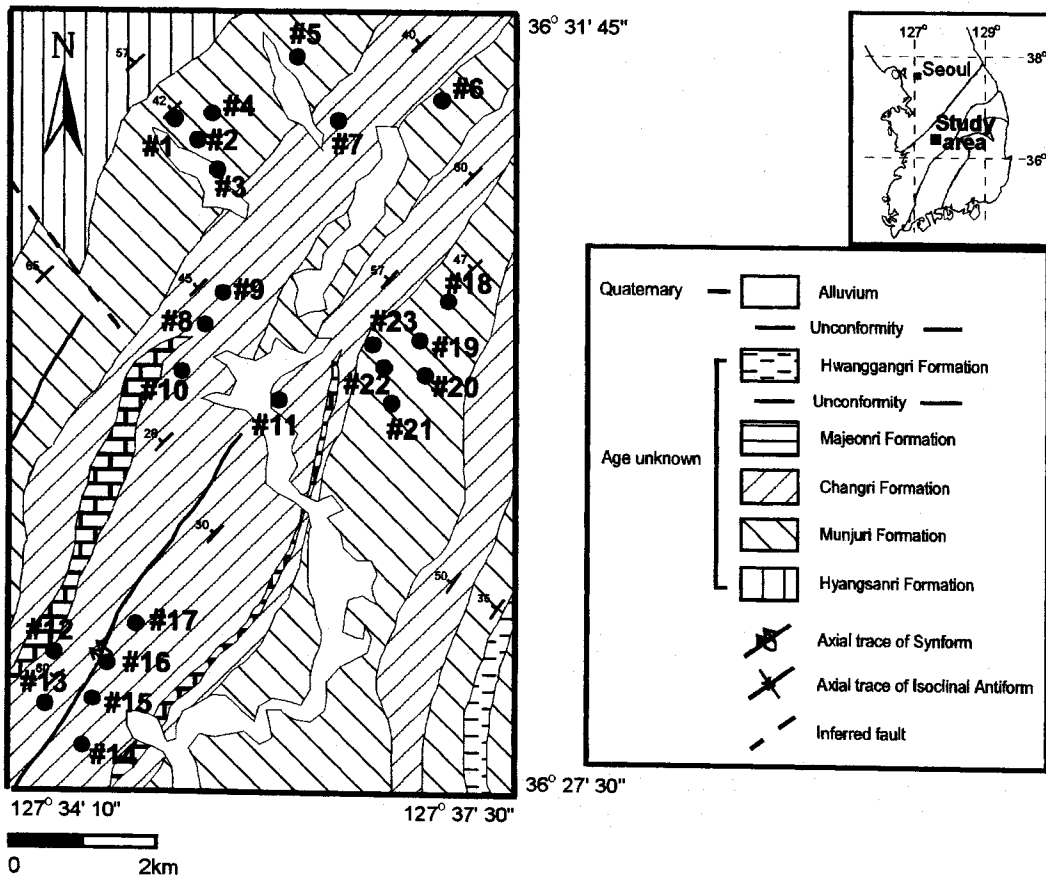 N
57
42
#1
#2
#3
#4
#5
40
#6
#7
60
65
45
#9
#8
#10
28
#11
57
47
#18
#23
#19
#22
#20
#21
50
50
35
#17
#12
#16
#13
#15
#14
36° 31' 45"
36° 27' 30"
127° 34' 10"
127° 37' 30"
0
2km
127°
129°
38°
Seoul
Study
area
36°
Quaternary
Alluvium
Unconformity
Hwanggangri Formation
Unconformity
Majeonri Formation
Age unknown
Changri Formation
Munjuri Formation
Hyangsanri Formation
Axial trace of Synform
Axial trace of Isoclinal Antiform
Inferred fault